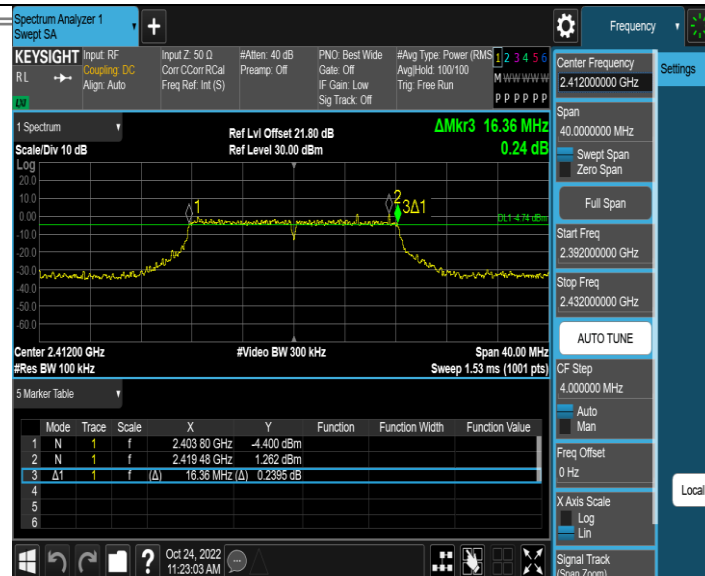 Spectrum Analyzer 1
Swept SA
Frequency
KEYSIGHT
RL
LXI
Input: RF
Coupling: DC
Align: Auto
Input Z: 50 Ω
Corr CCorr RCal
Freq Ref: Int (S)
#Atten: 40 dB
Preamp: Off
PNO: Best Wide
Gate: Off
IF Gain: Low
Sig Track: Off
#Avg Type: Power (RMS
Avg|Hold: 100/100
Trig: Free Run
1 2 3 4 5 6
M W W W W W
P P P P P P
1 Spectrum
Scale/Div 10 dB
Ref Lvl Offset 21.80 dB
Ref Level 30.00 dBm
ΔMkr3 16.36 MHz
0.24 dB
Log
20.0
10.0
0.00
-10.0
-20.0
-30.0
-40.0
-50.0
-60.0
1
2
3Δ1
DL1 -4.74 dBm
Center 2.41200 GHz
#Res BW 100 kHz
#Video BW 300 kHz
Span 40.00 MHz
Sweep 1.53 ms (1001 pts)
5 Marker Table
Mode Trace Scale X Y Function Function Width Function Value
1 N 1 f 2.403 80 GHz -4.400 dBm
2 N 1 f 2.419 48 GHz 1.262 dBm
3 Δ1 1 f (Δ) 16.36 MHz (Δ) 0.2395 dB
4
5
6
?
Oct 24, 2022
11:23:03 AM
Center Frequency
2.412000000 GHz
Span
40.0000000 MHz
Swept Span
Zero Span
Full Span
Start Freq
2.392000000 GHz
Stop Freq
2.432000000 GHz
AUTO TUNE
CF Step
4.000000 MHz
Auto
Man
Freq Offset
0 Hz
X Axis Scale
Log
Lin
Signal Track
(Span Zoom)
Settings
Local